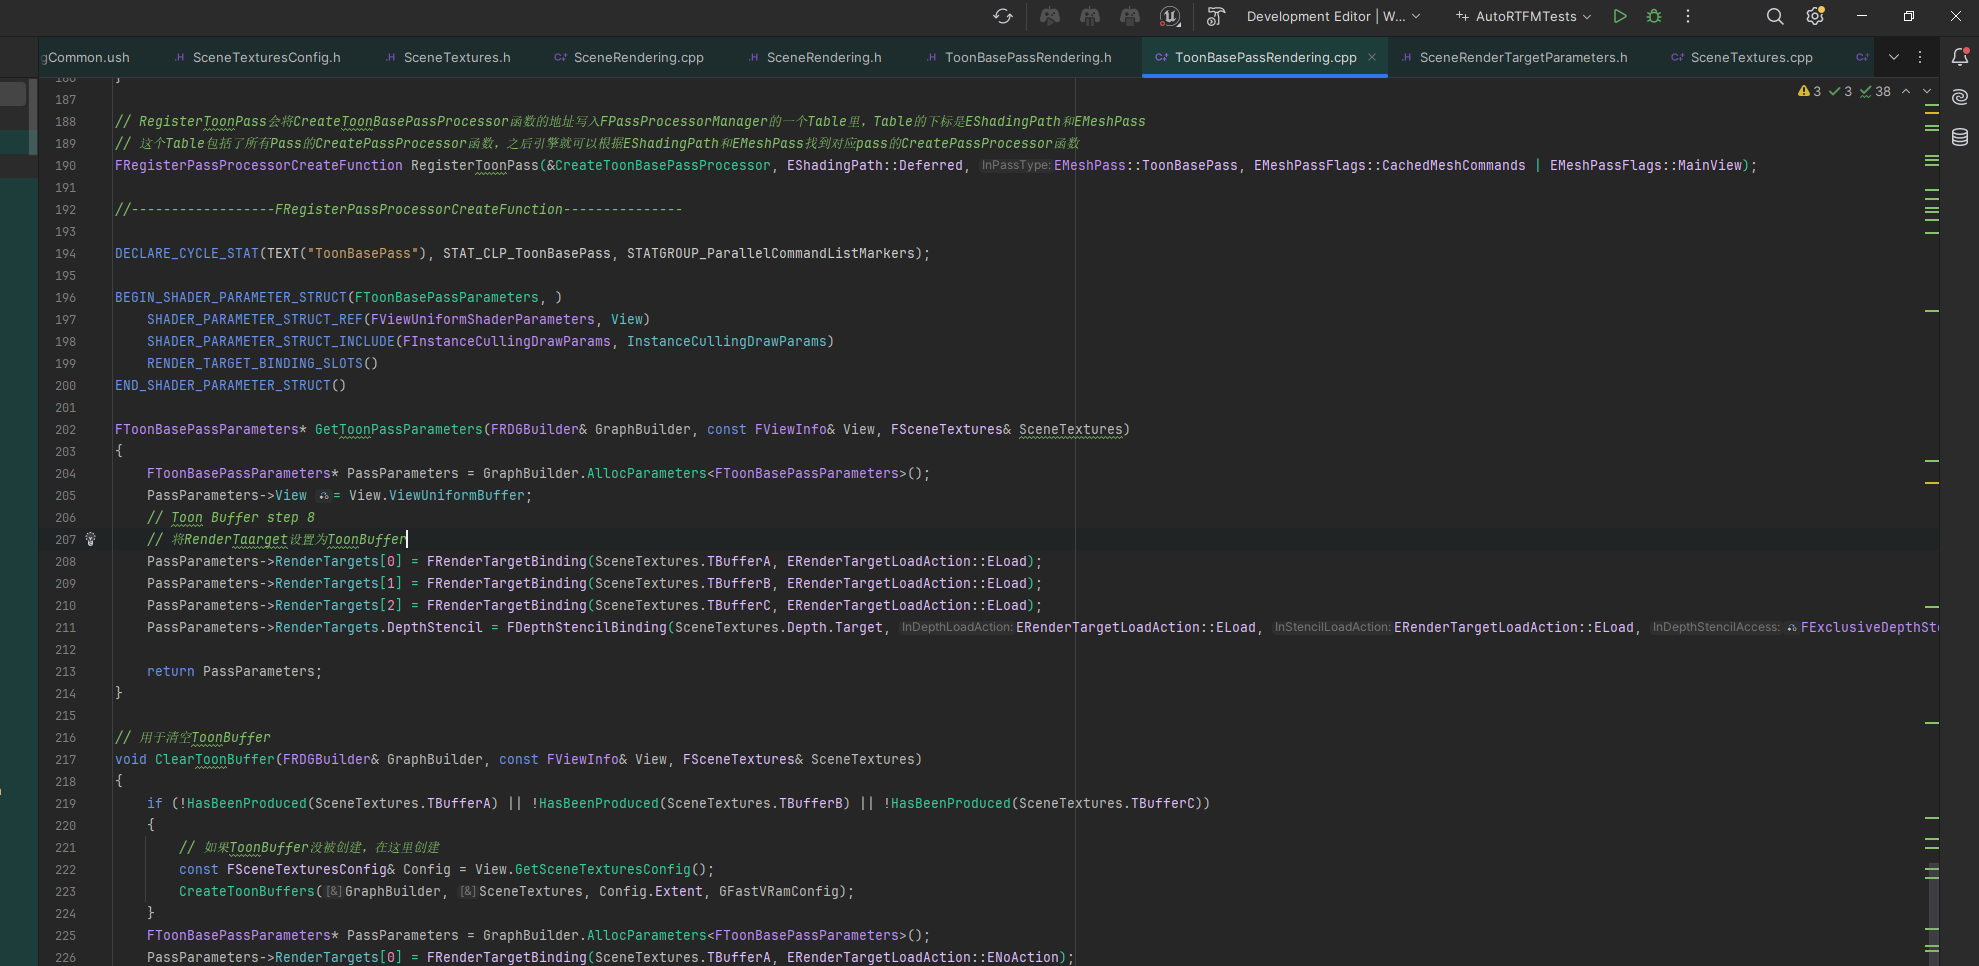 Development Editor | W...
AutoRTFMTests
gCommon.ush
SceneTexturesConfig.h
SceneTextures.h
SceneRendering.cpp
SceneRendering.h
ToonBasePassRendering.h
ToonBasePassRendering.cpp
SceneRenderTargetParameters.h
SceneTextures.cpp
3 3 38
186 }
187
188 // RegisterToonPass会将CreateToonBasePassProcessor函数的地址写入FPassProcessorManager的一个Table里，Table的下标是EShadingPath和EMeshPass
189 // 这个Table包括了所有Pass的CreatePassProcessor函数，之后引擎就可以根据EShadingPath和EMeshPass找到对应pass的CreatePassProcessor函数
190 FRegisterPassProcessorCreateFunction RegisterToonPass(&CreateToonBasePassProcessor, EShadingPath::Deferred, InPassType: EMeshPass::ToonBasePass, EMeshPassFlags::CachedMeshCommands | EMeshPassFlags::MainView);
191
192 //------------------FRegisterPassProcessorCreateFunction---------------
193
194 DECLARE_CYCLE_STAT(TEXT("ToonBasePass"), STAT_CLP_ToonBasePass, STATGROUP_ParallelCommandListMarkers);
195
196 BEGIN_SHADER_PARAMETER_STRUCT(FToonBasePassParameters, )
197 SHADER_PARAMETER_STRUCT_REF(FViewUniformShaderParameters, View)
198 SHADER_PARAMETER_STRUCT_INCLUDE(FInstanceCullingDrawParams, InstanceCullingDrawParams)
199 RENDER_TARGET_BINDING_SLOTS()
200 END_SHADER_PARAMETER_STRUCT()
201
202 FToonBasePassParameters* GetToonPassParameters(FRDGBuilder& GraphBuilder, const FViewInfo& View, FSceneTextures& SceneTextures)
203 {
204 FToonBasePassParameters* PassParameters = GraphBuilder.AllocParameters<FToonBasePassParameters>();
205 PassParameters->View = View.ViewUniformBuffer;
206 // Toon Buffer step 8
207 // 将RenderTaarget设置为ToonBuffer
208 PassParameters->RenderTargets[0] = FRenderTargetBinding(SceneTextures.TBufferA, ERenderTargetLoadAction::ELoad);
209 PassParameters->RenderTargets[1] = FRenderTargetBinding(SceneTextures.TBufferB, ERenderTargetLoadAction::ELoad);
210 PassParameters->RenderTargets[2] = FRenderTargetBinding(SceneTextures.TBufferC, ERenderTargetLoadAction::ELoad);
211 PassParameters->RenderTargets.DepthStencil = FDepthStencilBinding(SceneTextures.Depth.Target, InDepthLoadAction: ERenderTargetLoadAction::ELoad, InStencilLoadAction: ERenderTargetLoadAction::ELoad, InDepthStencilAccess: FExclusiveDepthSte
212
213 return PassParameters;
214 }
215
216 // 用于清空ToonBuffer
217 void ClearToonBuffer(FRDGBuilder& GraphBuilder, const FViewInfo& View, FSceneTextures& SceneTextures)
218 {
219 if (!HasBeenProduced(SceneTextures.TBufferA) || !HasBeenProduced(SceneTextures.TBufferB) || !HasBeenProduced(SceneTextures.TBufferC))
220 {
221 // 如果ToonBuffer没被创建，在这里创建
222 const FSceneTexturesConfig& Config = View.GetSceneTexturesConfig();
223 CreateToonBuffers([&] GraphBuilder, [&] SceneTextures, Config.Extent, GFastVRamConfig);
224 }
225 FToonBasePassParameters* PassParameters = GraphBuilder.AllocParameters<FToonBasePassParameters>();
226 PassParameters->RenderTargets[0] = FRenderTargetBinding(SceneTextures.TBufferA, ERenderTargetLoadAction::ENoAction);